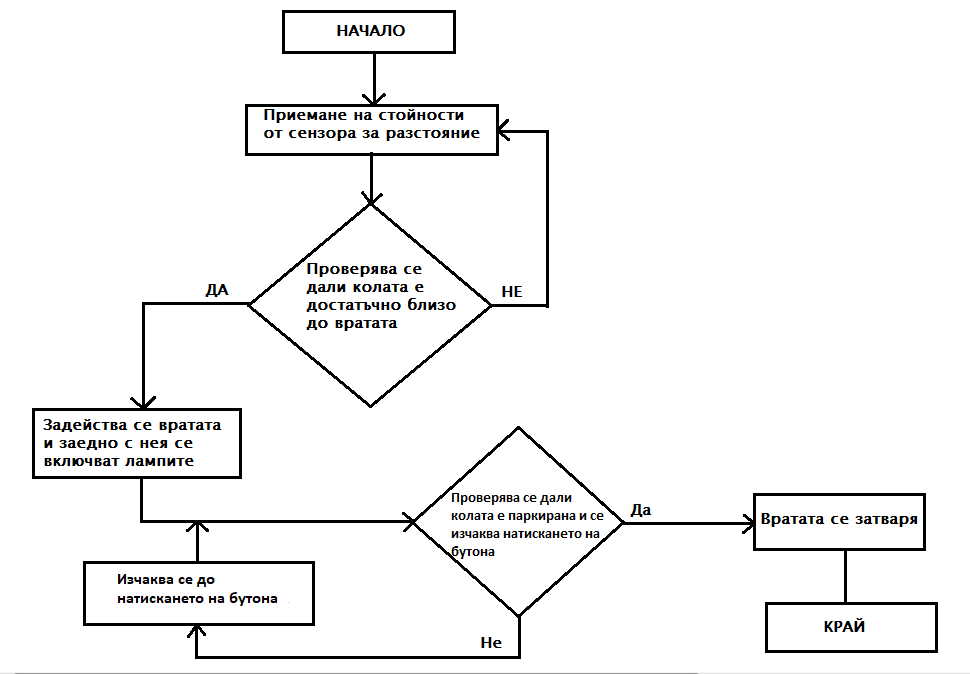 НАЧАЛО
Приемане на стойности
от сензора за разстояние
Проверява се
дали колата е
достатъчно близо
до вратата
ДА
НЕ
Задейства се вратата
и заедно с нея се
включват лампите
Проверява се дали
колата е паркирана и се
изчаква натискането на
бутона
Да
Вратата се затваря
Изчаква се до
натискането на бутона
Не
КРАЙ